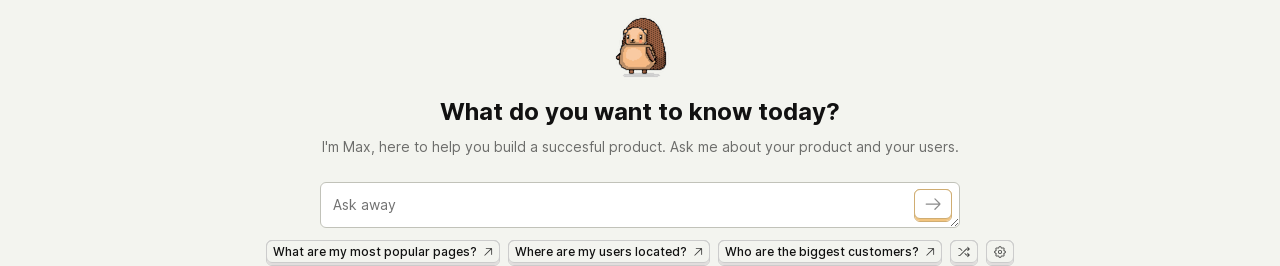 What do you want to know today?
I'm Max, here to help you build a succesful product. Ask me about your product and your users.
Ask away
What are my most popular pages? Where are my users located? Who are the biggest customers?